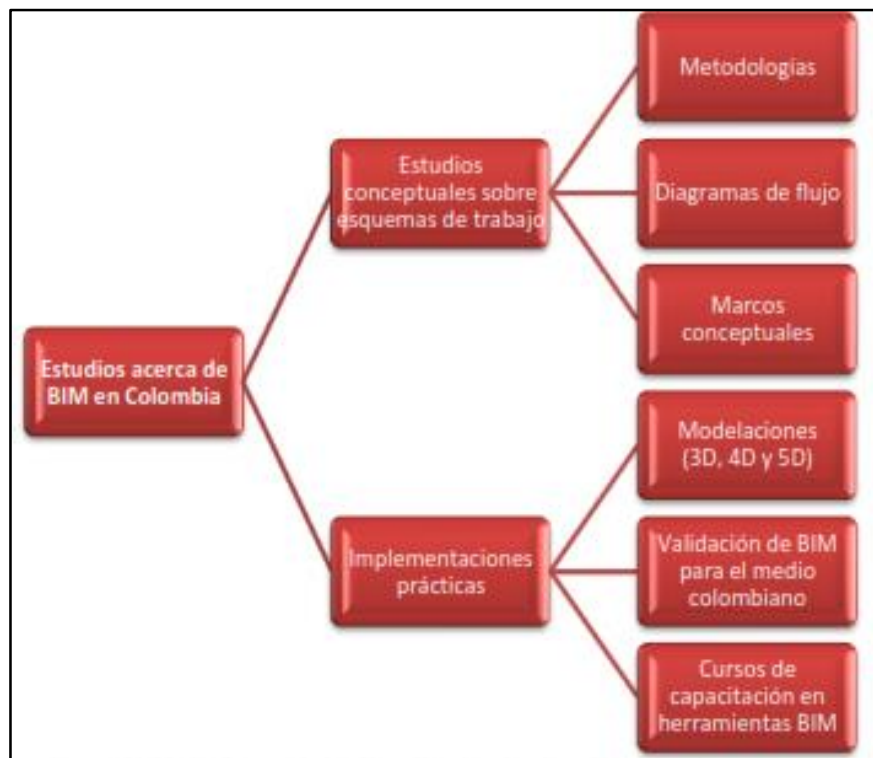 Estudios acerca de
BIM en Colombia
Estudios
conceptuales sobre
esquemas de trabajo
Metodologías
Diagramas de flujo
Marcos
conceptuales
Implementaciones
prácticas
Modelaciones
(3D, 4D y 5D)
Validación de BIM
para el medio
colombiano
Cursos de
capacitación en
herramientas BIM